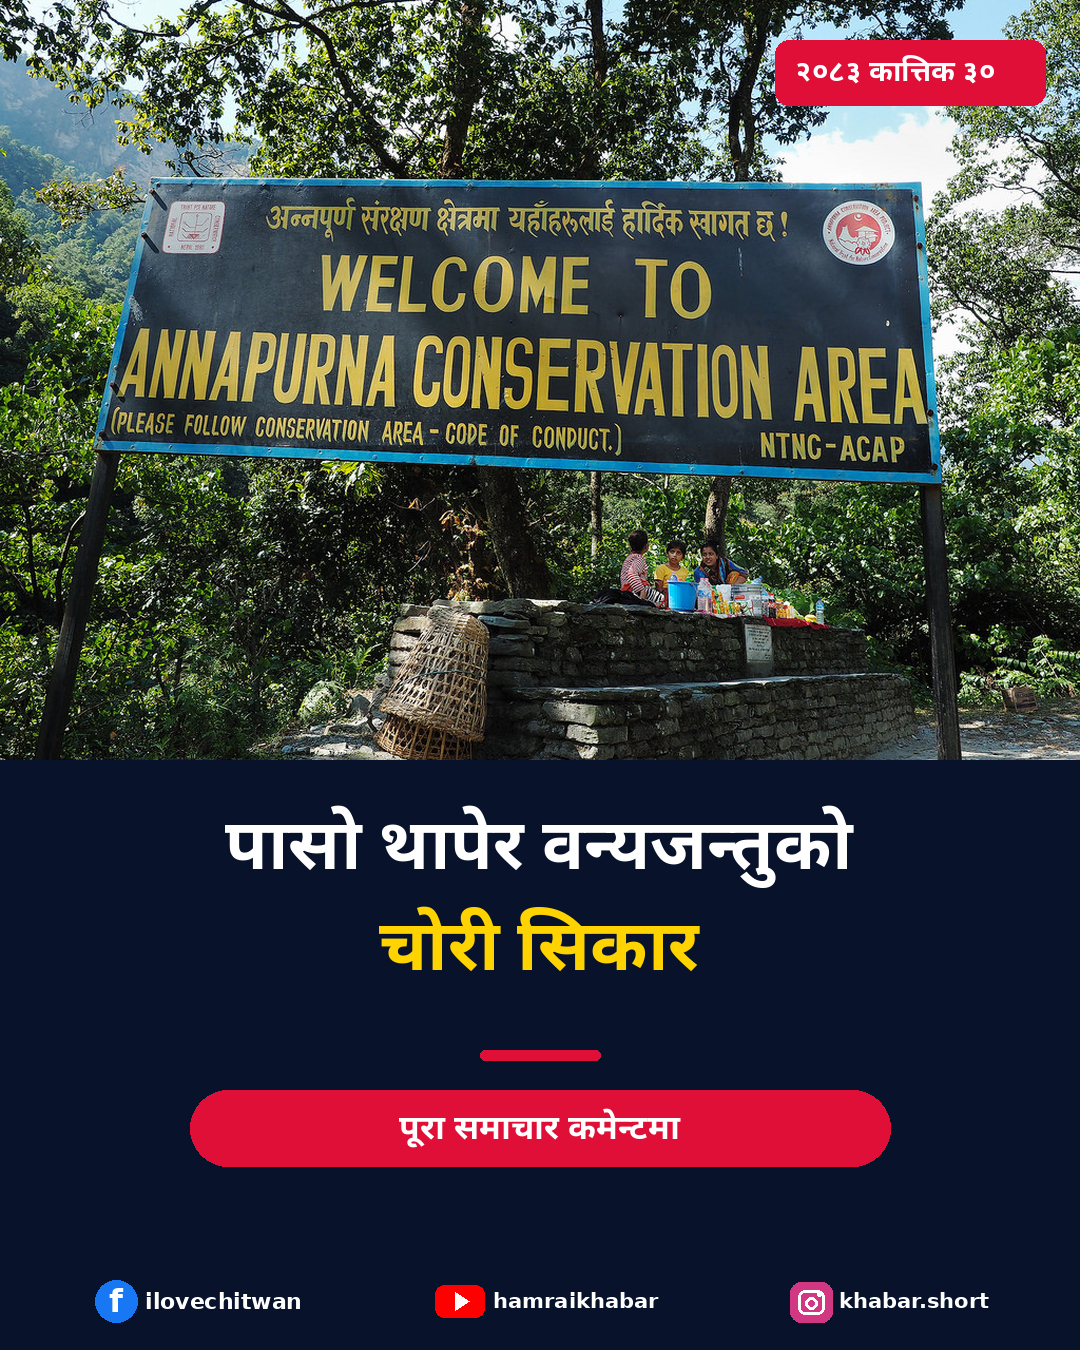 २०८३ कात्तिक ३०
अन्नपूर्ण संरक्षण क्षेत्रमा यहाँहरुलाई हार्दिक स्वागत छ !
WELCOME TO
ANNAPURNA CONSERVATION AREA
(PLEASE FOLLOW CONSERVATION AREA - CODE OF CONDUCT.)
NTNC-ACAP
पासो थापेर वन्यजन्तुको
चोरी सिकार
पूरा समाचार कमेन्टमा
ilovechitwan
hamraikhabar
khabar.short